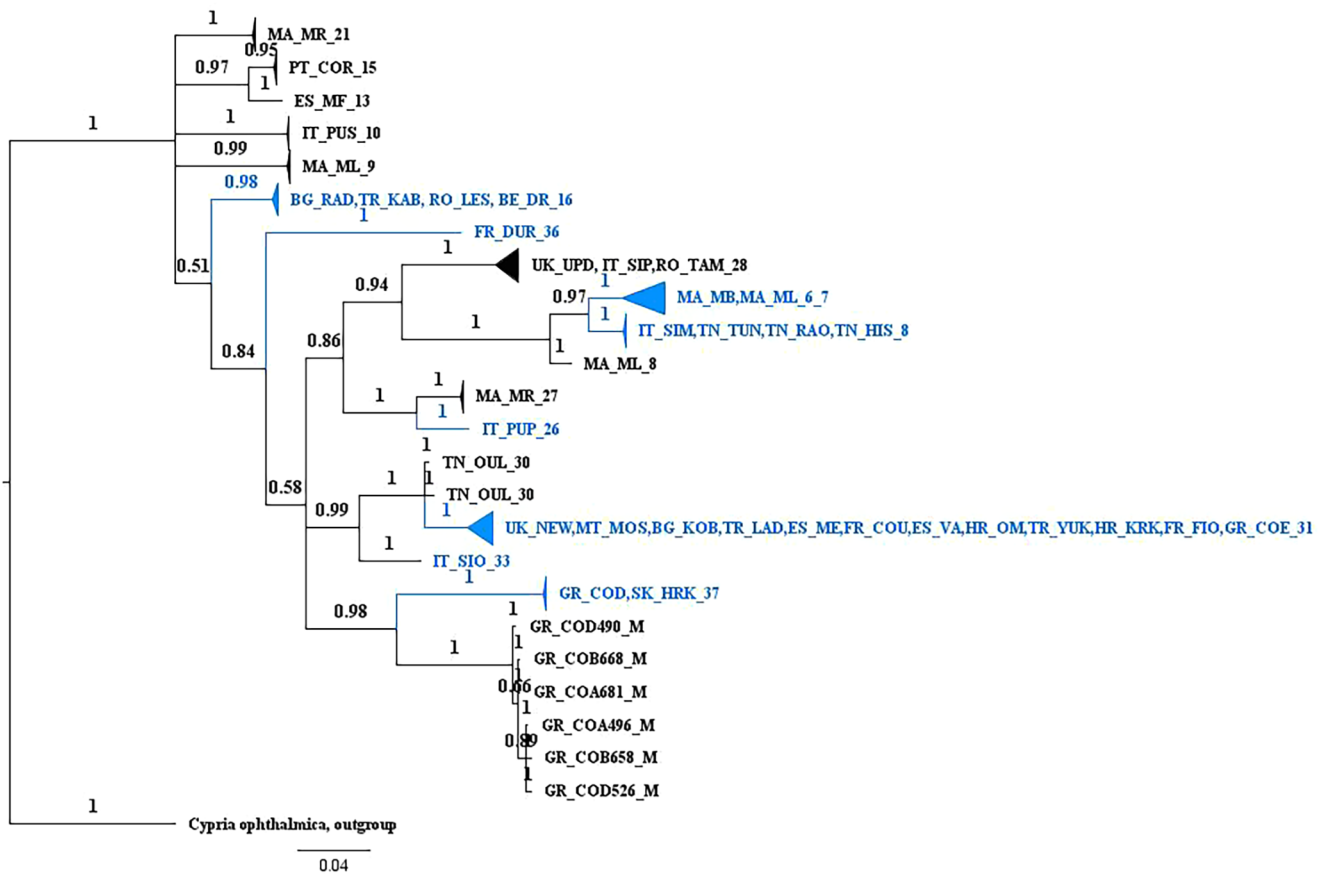 1
MA_MR_21
0.95
0.97
PT_COR_15
1
ES_MF_13
1
1
IT_PUS_10
0.99
MA_ML_9
0.98
BG_RAD,TR_KAB, RO_LES, BE_DR_16
1
FR_DUR_36
1
0.51
UK_UPD, IT_SIP,RO_TAM_28
0.94
1
0.97
MA_MB,MA_ML_6_7
1
1
IT_SIM,TN_TUN,TN_RAO,TN_HIS_8
0.86
1
0.84
MA_ML_8
1
1
MA_MR_27
1
IT_PUP_26
1
TN_OUL_30
1
1
0.58
TN_OUL_30
0.99
1
UK_NEW,MT_MOS,BG_KOB,TR_LAD,ES_ME,FR_COU,ES_VA,HR_OM,TR_YUK,HR_KRK,FR_FIO,GR_COE_31
1
IT_SIO_33
1
GR_COD,SK_HRK_37
0.98
1
GR_COD490_M
1
1
GR_COB668_M
GR_COA681_M
1
GR_COA496_M
GR_COB658_M
1
GR_COD526_M
1
Cypria ophthalmica, outgroup
0.04